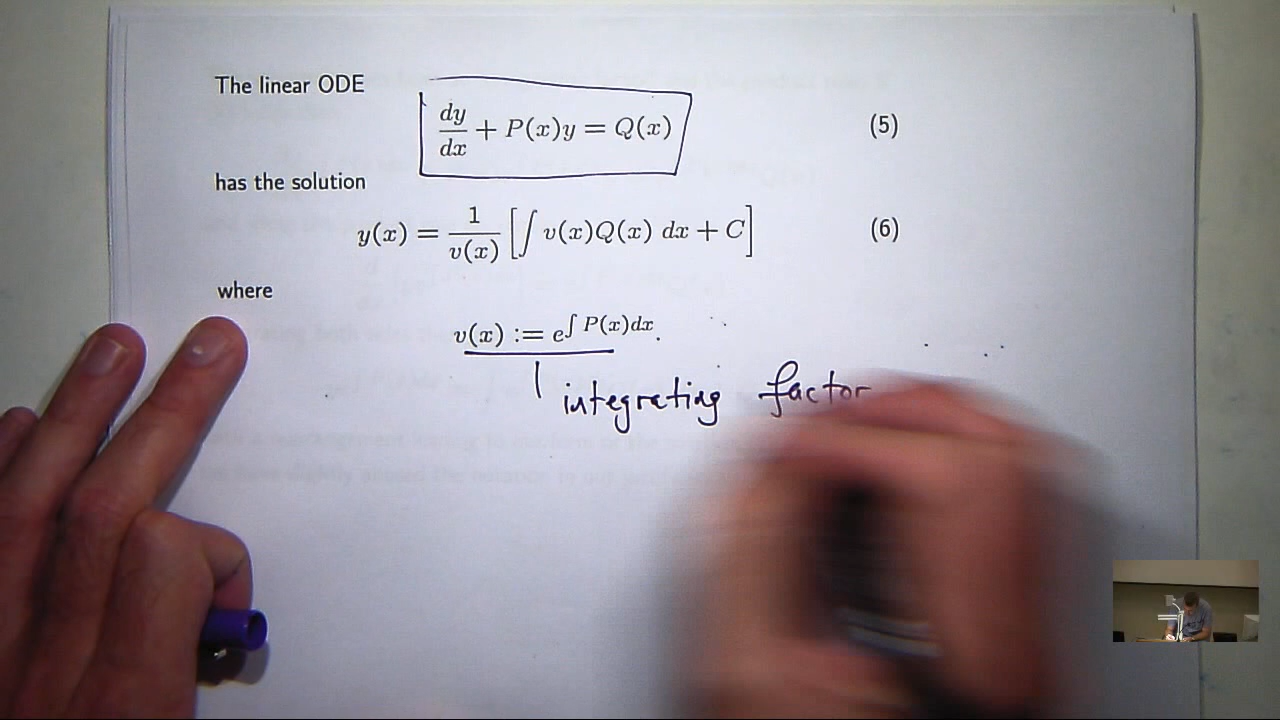 The linear ODE
dy/dx + P(x)y = Q(x) (5)
has the solution
y(x) = 1/v(x) [∫ v(x)Q(x) dx + C] (6)
where
v(x) := e^{∫ P(x)dx}.
integrating factor